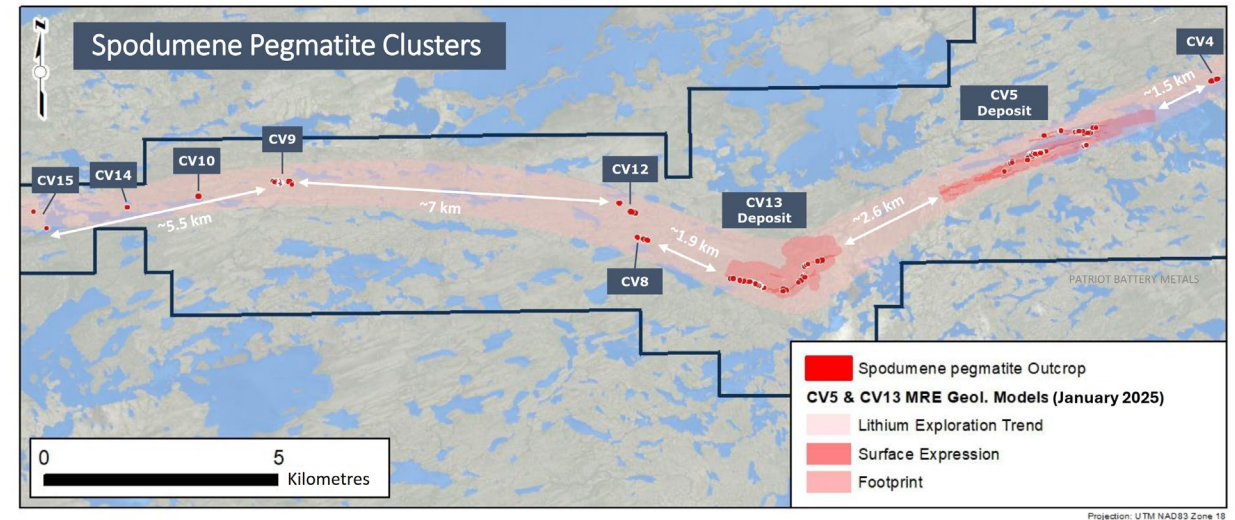 Spodumene Pegmatite Clusters
N
CV4
~1.5 km
CV5
Deposit
CV9
CV10
CV14
CV15
~5.5 km
~7 km
CV12
CV13
Deposit
~2.6 km
~1.9 km
CV8
PATRIOT BATTERY METALS
Spodumene pegmatite Outcrop
CV5 & CV13 MRE Geol. Models (January 2025)
Lithium Exploration Trend
Surface Expression
Footprint
0 5
Kilometres
Projection: UTM NAD83 Zone 18